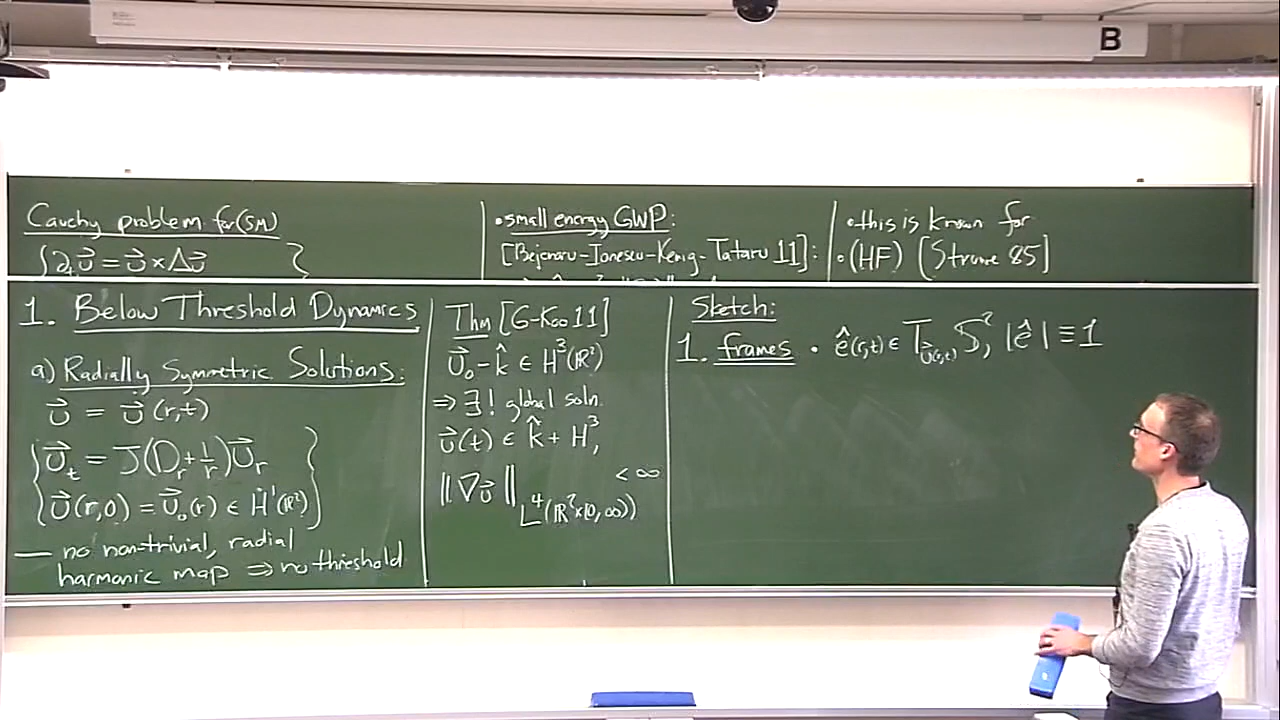 B
Cauchy problem for (SM)
{∂ₜu⃗ = u⃗ × Δu⃗ }
• small energy GWP:
[Bejenaru-Ionescu-Kenig-Tataru 11]:
• this is known for
• (HF) [Struwe 85]
1. Below Threshold Dynamics
a) Radially Symmetric Solutions:
u⃗ = u⃗(r,t)
{ u⃗ₜ = J(Dᵣ + 1/r)u⃗ᵣ
u⃗(r,0) = u⃗₀(r) ∈ Ḣ¹(ℝ²) }
— no non-trivial, radial
harmonic map ⇒ no threshold
Thm [G-Koo 11]
u⃗₀ - k̂ ∈ H³(ℝ²)
⇒ ∃! global soln.
u⃗(t) ∈ k̂ + H³,
‖∇u⃗‖_{L⁴(ℝ²×[0,∞))} < ∞
Sketch:
1. frames • ê(r,t) ∈ T_{u⃗(r,t)} S², |ê| ≡ 1